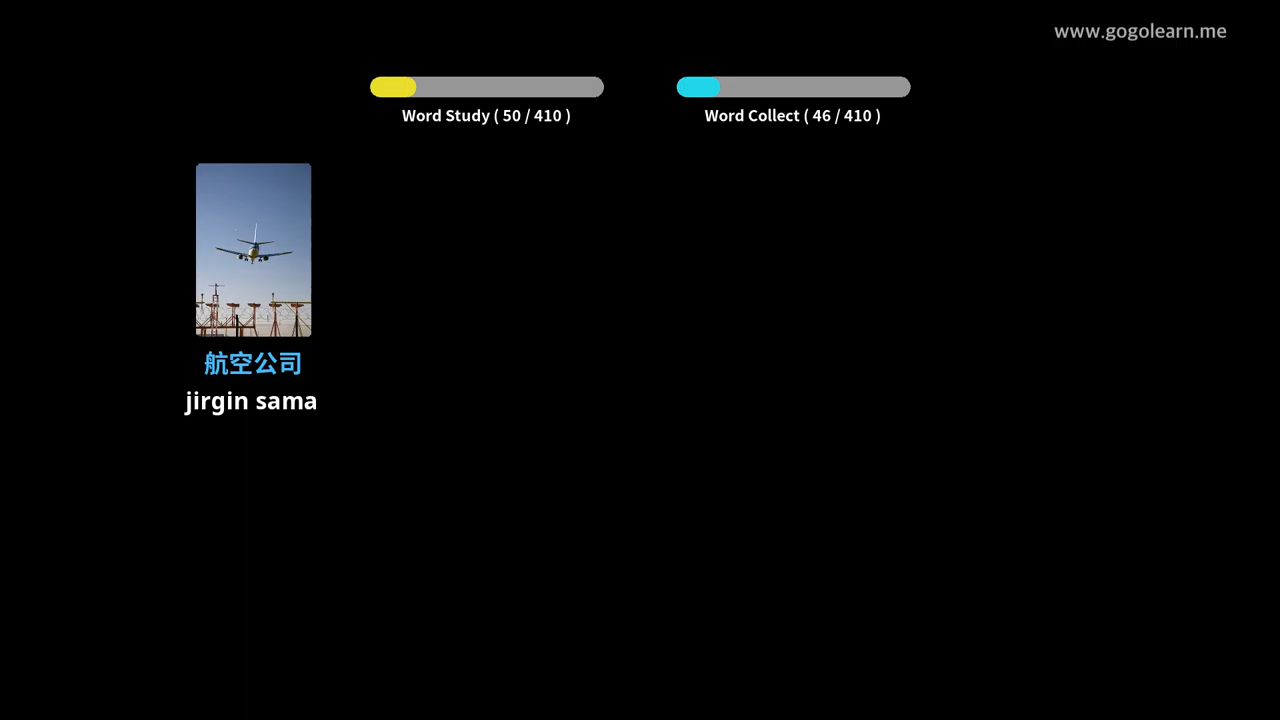 www.gogolearn.me
Word Study ( 50 / 410 )
Word Collect ( 46 / 410 )
航空公司
jirgin sama